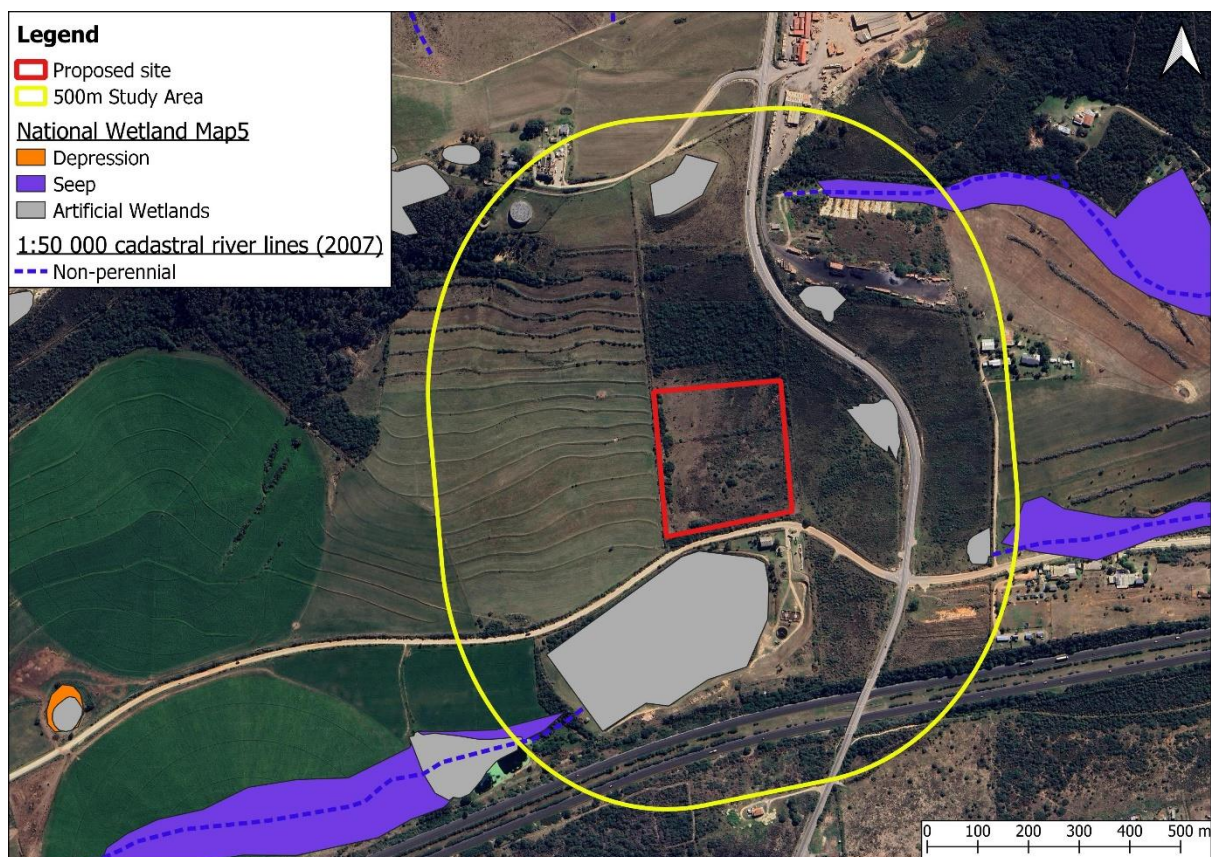 Legend
Proposed site
500m Study Area
National Wetland Map5
Depression
Seep
Artificial Wetlands
1:50 000 cadastral river lines (2007)
Non-perennial
0 100 200 300 400 500 m